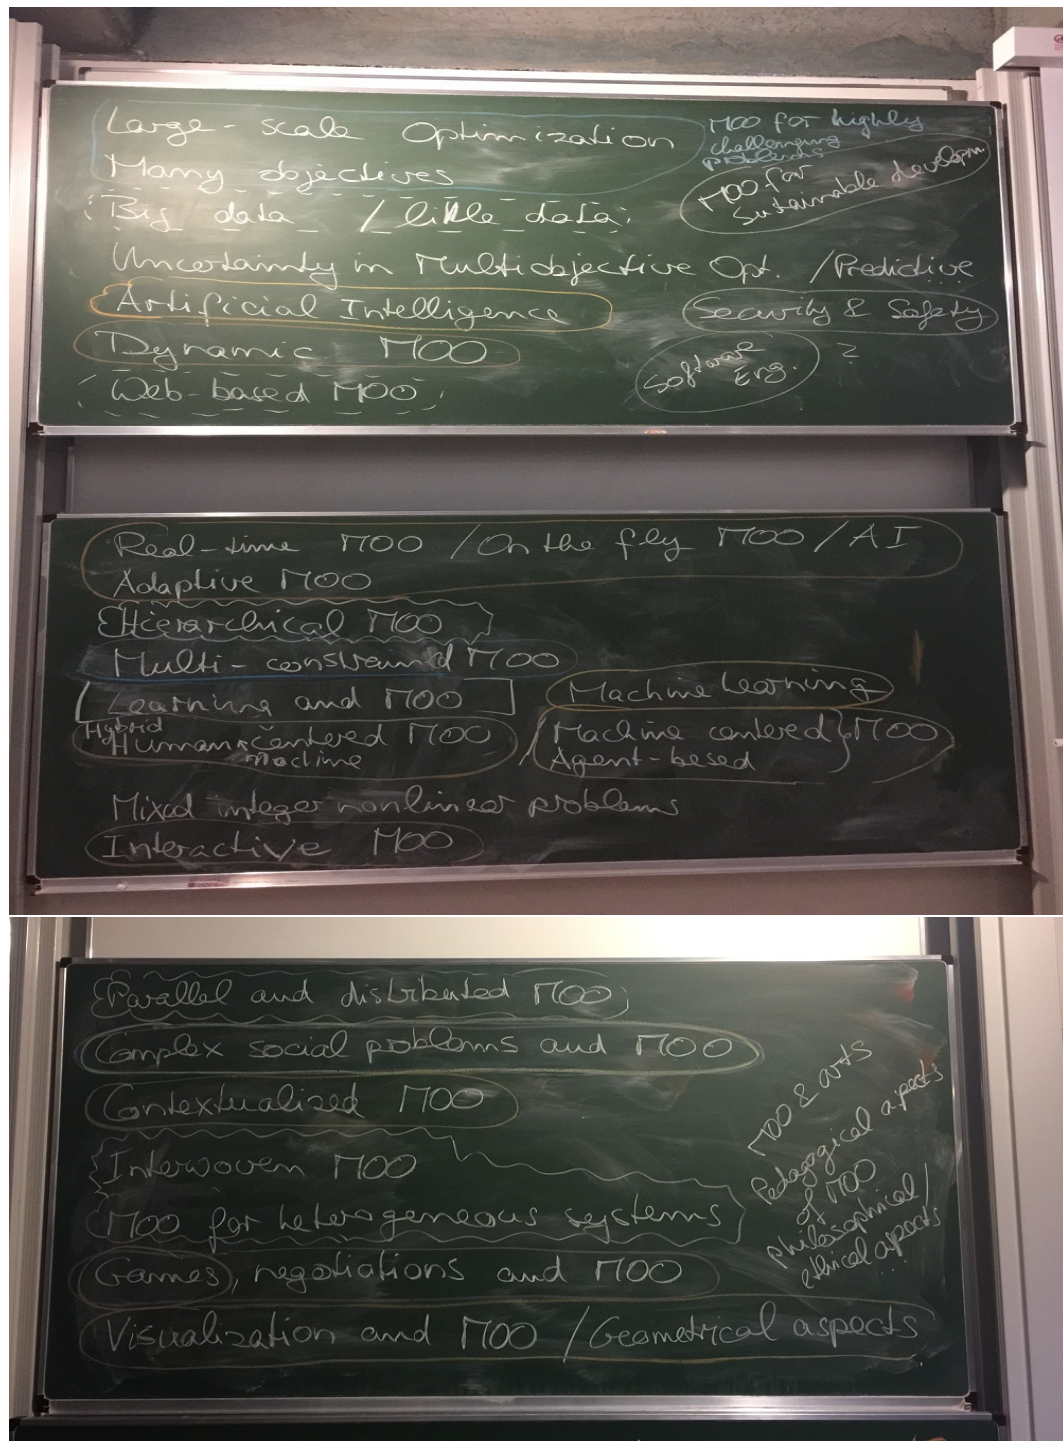 Large-scale Optimization
Many objectives
MOO for highly
challenging
problems
MOO for
Sustainable developm.
Big data / little data
Uncertainty in Multiobjective Opt. / Predictive
Artificial Intelligence
Security & Safety
Dynamic MOO
Software
Eng.
?
Web-based MOO
Real-time MOO / On the fly MOO / AI
Adaptive MOO
Hierarchical MOO
Multi-constraind MOO
Learning and MOO
Machine Learning
Hybrid
Human centered MOO
machine
/ Machine centered MOO
Agent-based
Mixed integer nonlinear problems
Interactive MOO
Parallel and distributed MOO
Complex social problems and MOO
Contextualized MOO
Interwoven MOO
MOO for heterogeneous systems
Games, negotiations and MOO
Visualization and MOO / Geometrical aspects
MOO & arts
Pedagogical aspects
of MOO
philosophical/
ethical aspects
...